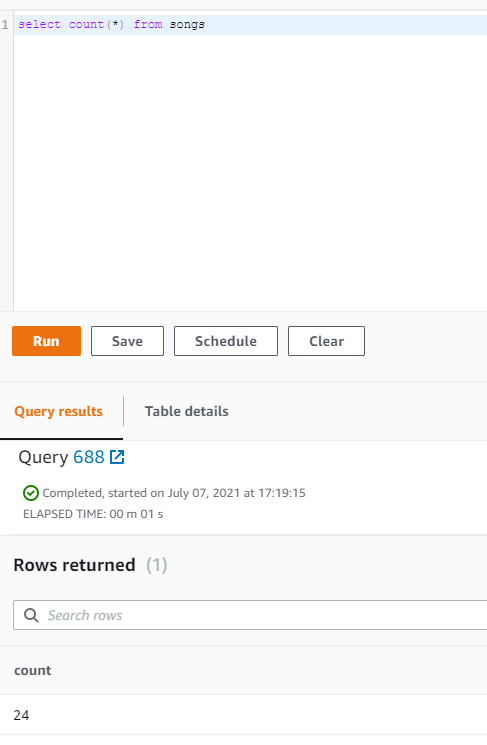 1 select count(*) from songs
Run Save Schedule Clear
Query results Table details
Query 688
Completed, started on July 07, 2021 at 17:19:15
ELAPSED TIME: 00 m 01 s
Rows returned (1)
Search rows
count
24